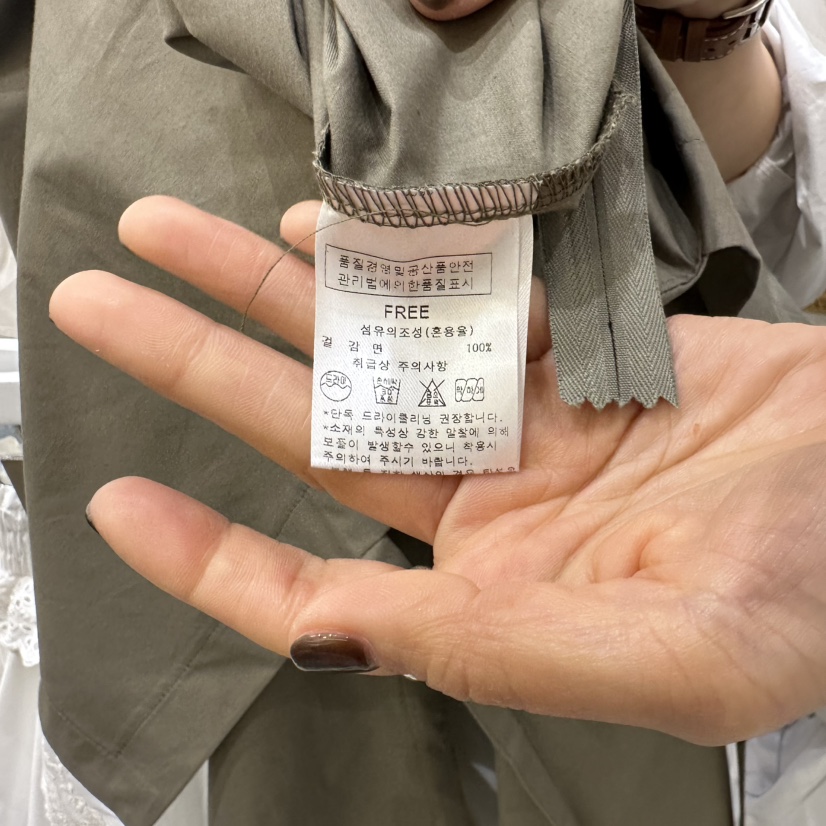 품질경영및공산품안전
관리법에의한품질표시
FREE
섬유의조성(혼용율)
겉 감 면 100%
취급상 주의사항
드라이
*단독 드라이클리닝 권장합니다.
*소재의 특성상 강한 마찰에 의해
보풀이 발생할수 있으니 착용시
주의하여 주시기 바랍니다.